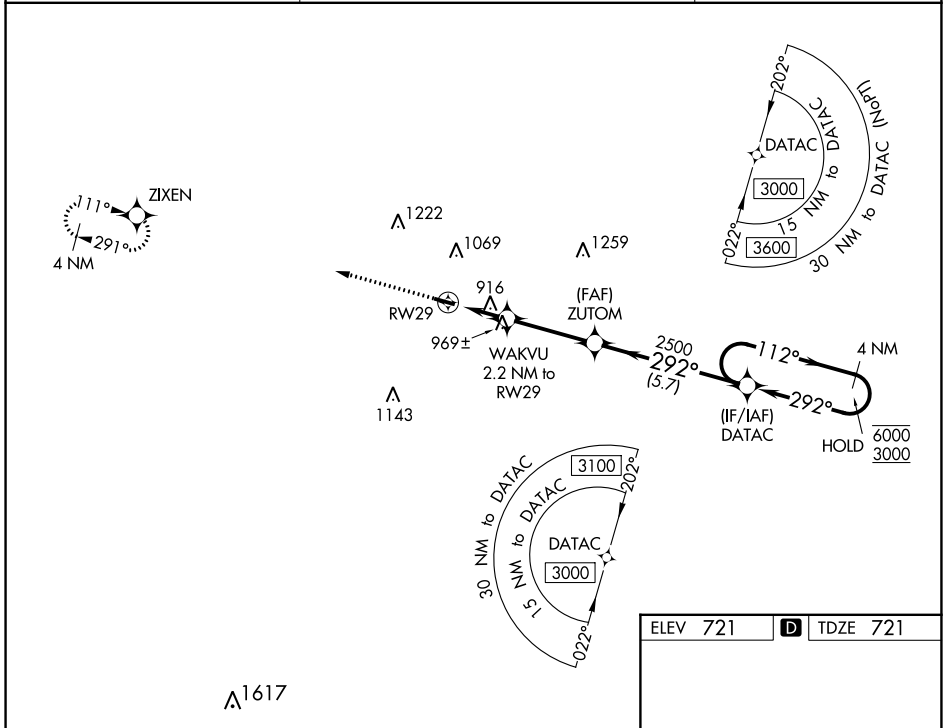 202°
DATAC
3000
15 NM to DATAC
30 NM to DATAC (NoPT)
022°
3600
ZIXEN
111°
291°
4 NM
1222
1069
1259
916
RW29
969±
(FAF)
ZUTOM
WAKVU
2.2 NM to
RW29
2500
292°
(5.7)
112°
4 NM
292°
(IF/IAF)
DATAC
HOLD
6000
3000
1143
30 NM to DATAC
15 NM to DATAC
3100
202°
DATAC
3000
022°
ELEV 721 D TDZE 721
1617